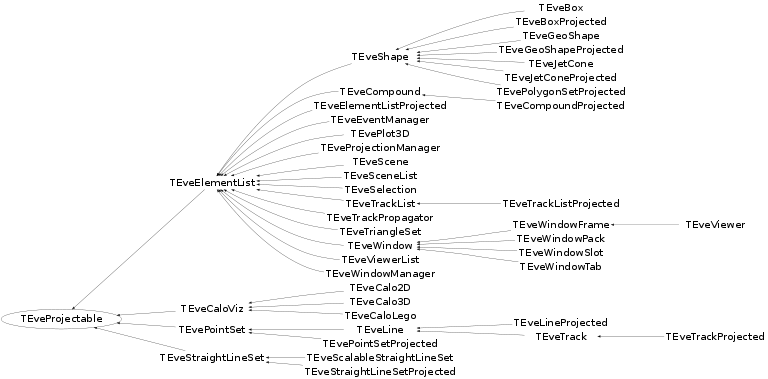 TEveBox
TEveBoxProjected
TEveGeoShape
TEveGeoShapeProjected
TEveShape
TEveJetCone
TEveJetConeProjected
TEveCompound
TEvePolygonSetProjected
TEveElementListProjected
TEveCompoundProjected
TEveEventManager
TEvePlot3D
TEveProjectionManager
TEveScene
TEveSceneList
TEveElementList
TEveSelection
TEveTrackList
TEveTrackListProjected
TEveTrackPropagator
TEveTriangleSet
TEveWindowFrame
TEveViewer
TEveWindow
TEveWindowPack
TEveWindowSlot
TEveViewerList
TEveWindowTab
TEveWindowManager
TEveCalo2D
TEveCalo3D
TEveCaloViz
TEveCaloLego
TEveProjectable
TEveLineProjected
TEvePointSet
TEveLine
TEveTrack
TEveTrackProjected
TEvePointSetProjected
TEveStraightLineSet
TEveScalableStraightLineSet
TEveStraightLineSetProjected